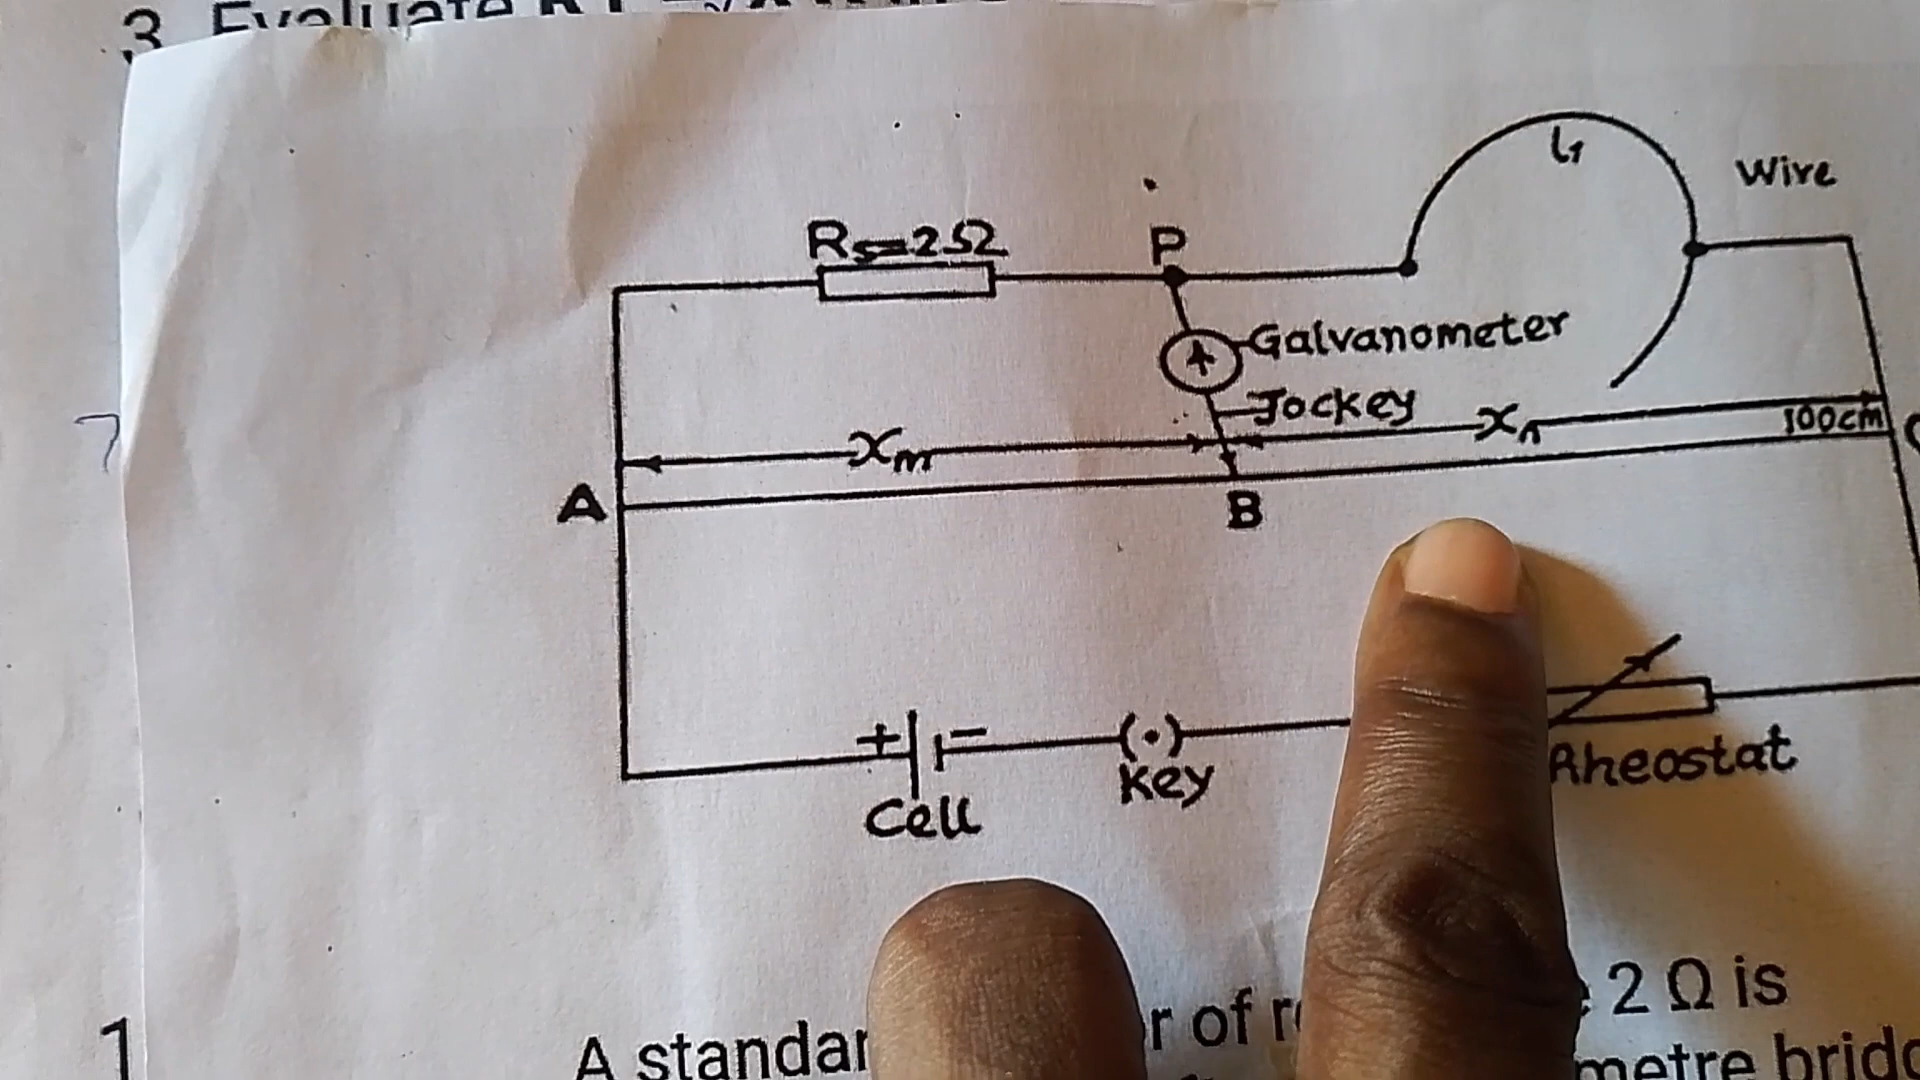 3. Evaluate
Rs=2Ω
P
l1
Wire
Galvanometer
Jockey
xm
xn
100cm
A
B
+
-
Cell
Key
Rheostat
1
A standar
r of r
2 Ω is
metre bridg